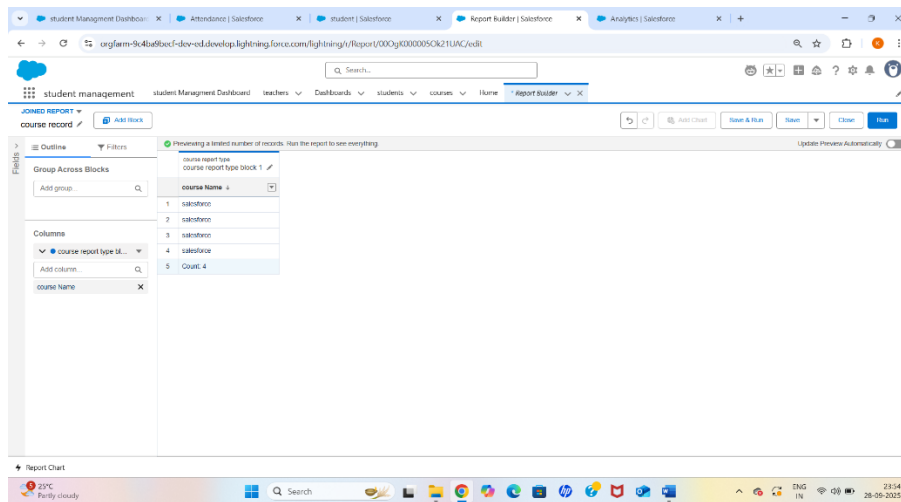 student Managment Dashboard
Attendance | Salesforce
student | Salesforce
Report Builder | Salesforce
Analytics | Salesforce
orgfarm-9c4ba9becf-dev-ed.develop.lightning.force.com/lightning/r/Report/00OgK000005Ok21UAC/edit
Search...
student management
student Managment Dashboard
teachers
Dashboards
students
courses
Home
* Report Builder
JOINED REPORT
course record
Add Block
Add Chart
Save & Run
Save
Close
Run
Fields
Outline
Filters
Previewing a limited number of records. Run the report to see everything.
Update Preview Automatically
Group Across Blocks
Add group...
Columns
course report type bl...
Add column...
course Name
course report type
course report type block 1
course Name
1 salesforce
2 salesforce
3 salesforce
4 salesforce
5 Count: 4
Report Chart
5
25°C
Partly cloudy
Search
ENG
IN
23:54
28-09-2025